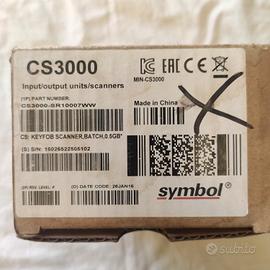 CS3000
Input/output units/scanners
(1P) PART NUMBER:
CS3000-SR10007WW
MIN-CS3000
Made in China
CS: KEYFOB SCANNER,BATCH,0.5GB*
(S) S/N: 15026522505102
(2P)REV LEVEL: #
(D) DATE CODE: 26JAN16
symbol®
Subito